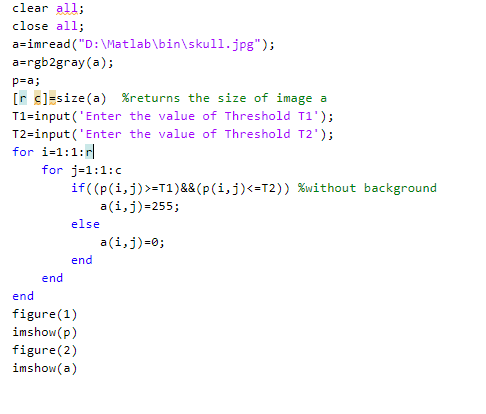 clear all;
close all;
a=imread("D:\Matlab\bin\skull.jpg");
a=rgb2gray(a);
p=a;
[r c]=size(a)  %returns the size of image a
T1=input('Enter the value of Threshold T1');
T2=input('Enter the value of Threshold T2');
for i=1:1:r
    for j=1:1:c
        if((p(i,j)>=T1)&&(p(i,j)<=T2)) %without background
            a(i,j)=255;
        else
            a(i,j)=0;
        end
    end
end
figure(1)
imshow(p)
figure(2)
imshow(a)